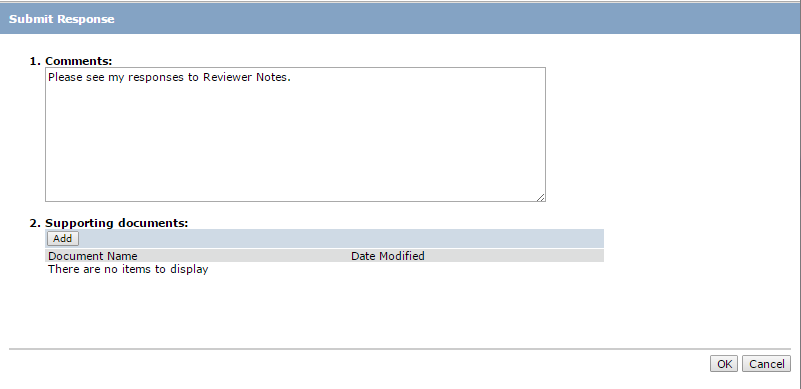 Submit Response
1. Comments:
Please see my responses to Reviewer Notes.
2. Supporting documents:
Add
Document Name Date Modified
There are no items to display
OK Cancel